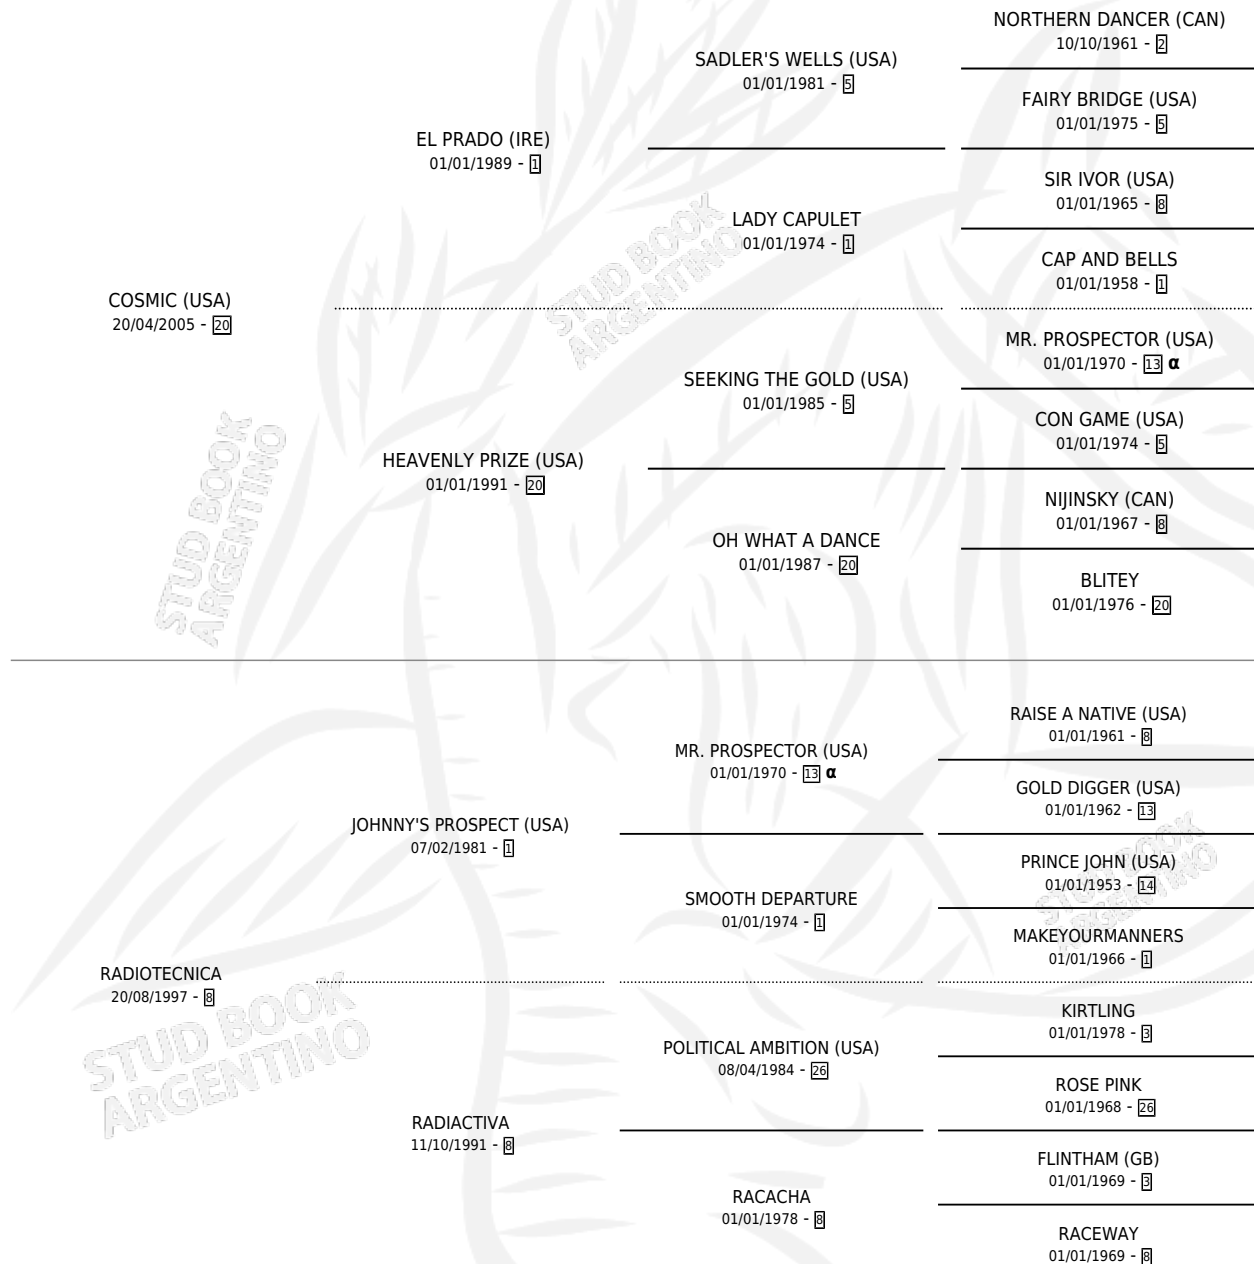 NORTHERN DANCER (CAN)
10/10/1961 - 2
SADLER'S WELLS (USA)
01/01/1981 - 5
FAIRY BRIDGE (USA)
01/01/1975 - 5
EL PRADO (IRE)
01/01/1989 - 1
SIR IVOR (USA)
01/01/1965 - 8
LADY CAPULET
01/01/1974 - 1
CAP AND BELLS
01/01/1958 - 1
COSMIC (USA)
20/04/2005 - 20
MR. PROSPECTOR (USA)
01/01/1970 - 13 α
SEEKING THE GOLD (USA)
01/01/1985 - 5
CON GAME (USA)
01/01/1974 - 5
HEAVENLY PRIZE (USA)
01/01/1991 - 20
NIJINSKY (CAN)
01/01/1967 - 8
OH WHAT A DANCE
01/01/1987 - 20
BLITEY
01/01/1976 - 20
RAISE A NATIVE (USA)
01/01/1961 - 8
MR. PROSPECTOR (USA)
01/01/1970 - 13 α
GOLD DIGGER (USA)
01/01/1962 - 13
JOHNNY'S PROSPECT (USA)
07/02/1981 - 1
PRINCE JOHN (USA)
01/01/1953 - 14
SMOOTH DEPARTURE
01/01/1974 - 1
MAKEYOURMANNERS
01/01/1966 - 1
RADIOTECNICA
20/08/1997 - 8
KIRTLING
01/01/1978 - 3
POLITICAL AMBITION (USA)
08/04/1984 - 26
ROSE PINK
01/01/1968 - 26
RADIACTIVA
11/10/1991 - 8
FLINTHAM (GB)
01/01/1969 - 3
RACACHA
01/01/1978 - 8
RACEWAY
01/01/1969 - 8
STUD BOOK
ARGENTINO
STUD BOOK
ARGENTINO
STUD BOOK
ARGENTINO
STUD BOOK
ARGENTINO